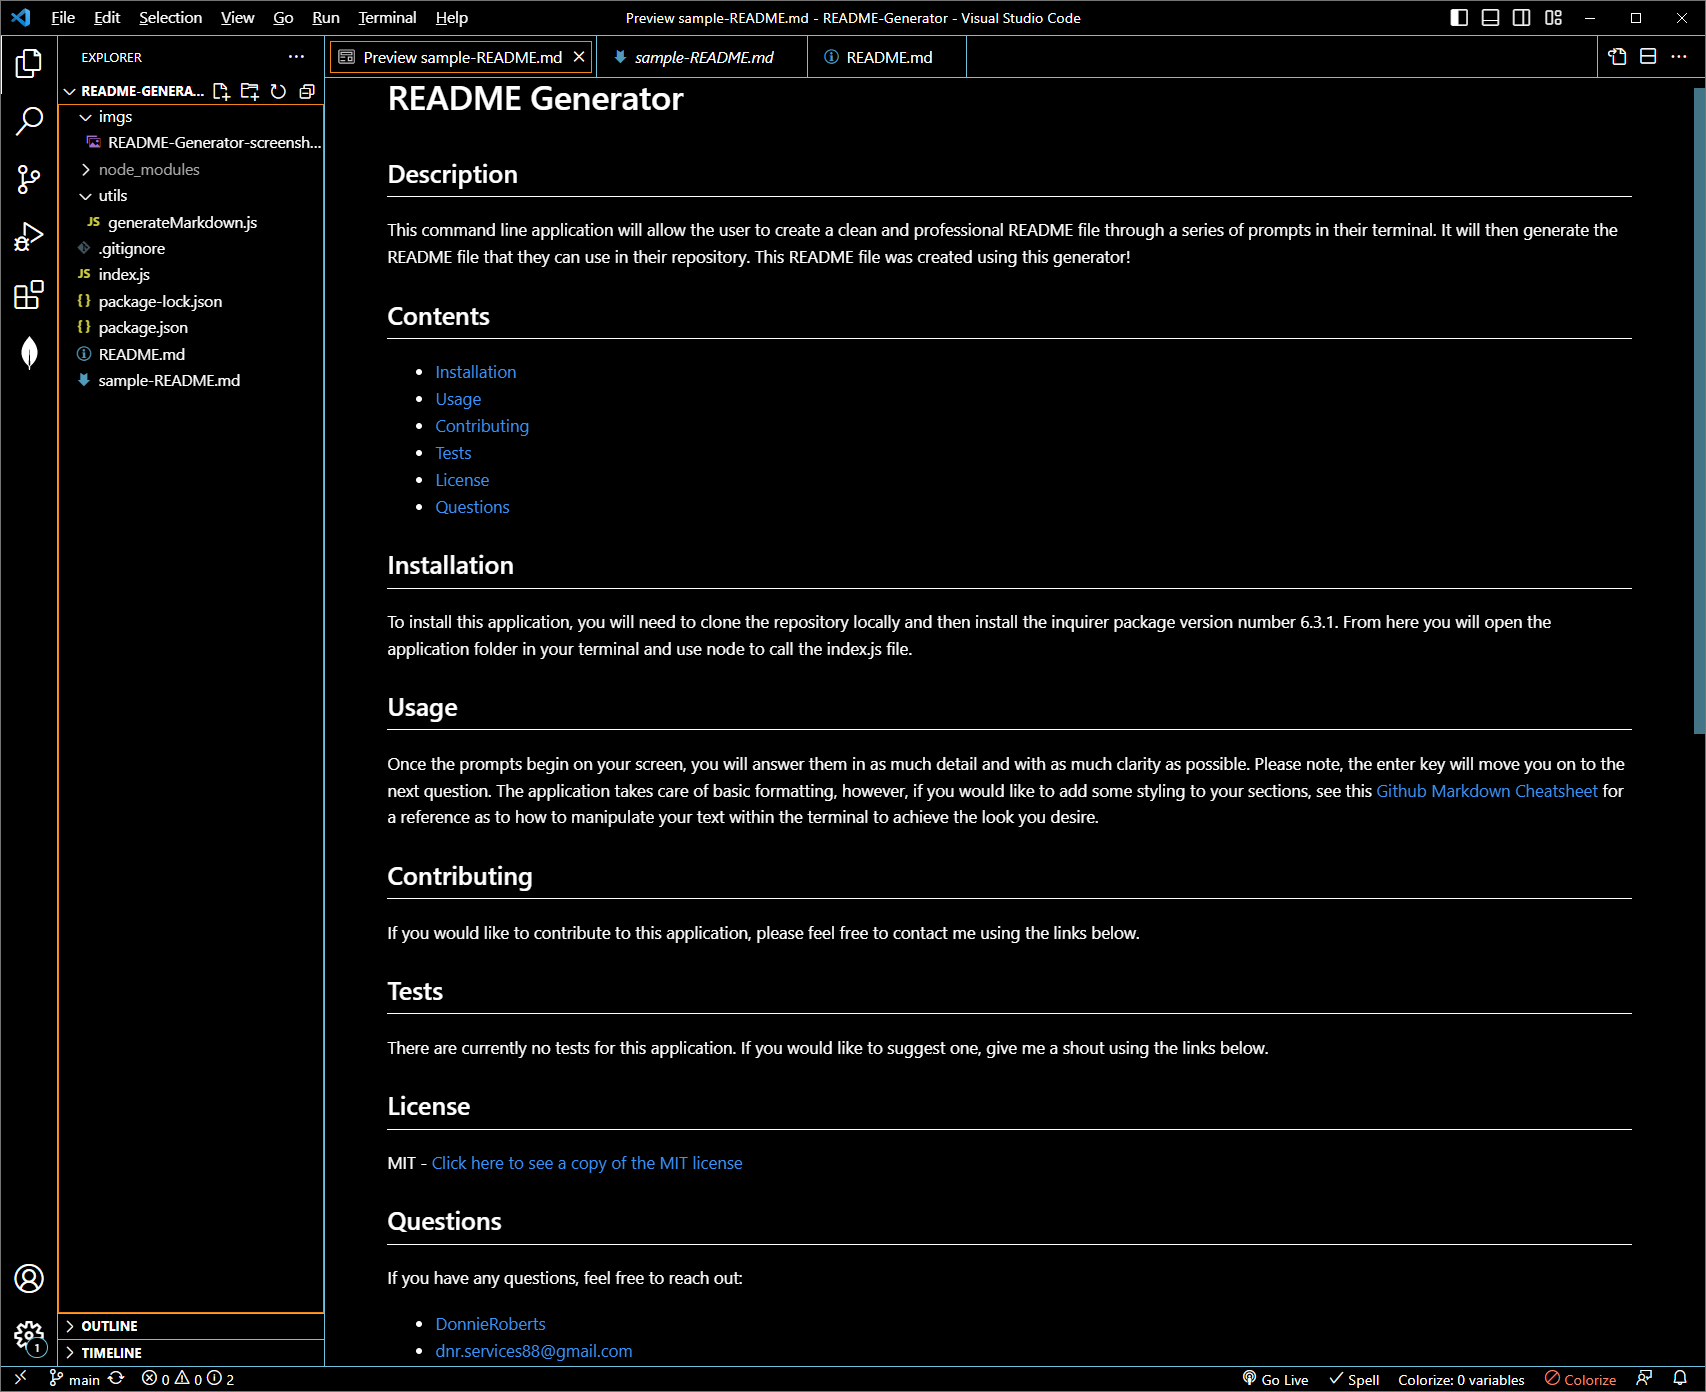 File Edit Selection View Go Run Terminal Help
Preview sample-README.md - README-Generator - Visual Studio Code
EXPLORER
README-GENERA...
imgs
README-Generator-screensh...
node_modules
utils
JS generateMarkdown.js
.gitignore
JS index.js
{} package-lock.json
{} package.json
README.md
sample-README.md
OUTLINE
TIMELINE
Preview sample-README.md
sample-README.md
README.md
README Generator
Description
This command line application will allow the user to create a clean and professional README file through a series of prompts in their terminal. It will then generate the
README file that they can use in their repository. This README file was created using this generator!
Contents
• Installation
• Usage
• Contributing
• Tests
• License
• Questions
Installation
To install this application, you will need to clone the repository locally and then install the inquirer package version number 6.3.1. From here you will open the
application folder in your terminal and use node to call the index.js file.
Usage
Once the prompts begin on your screen, you will answer them in as much detail and with as much clarity as possible. Please note, the enter key will move you on to the
next question. The application takes care of basic formatting, however, if you would like to add some styling to your sections, see this Github Markdown Cheatsheet for
a reference as to how to manipulate your text within the terminal to achieve the look you desire.
Contributing
If you would like to contribute to this application, please feel free to contact me using the links below.
Tests
There are currently no tests for this application. If you would like to suggest one, give me a shout using the links below.
License
MIT - Click here to see a copy of the MIT license
Questions
If you have any questions, feel free to reach out:
• DonnieRoberts
• dnr.services88@gmail.com
1
main 0 0 2
Go Live Spell Colorize: 0 variables Colorize